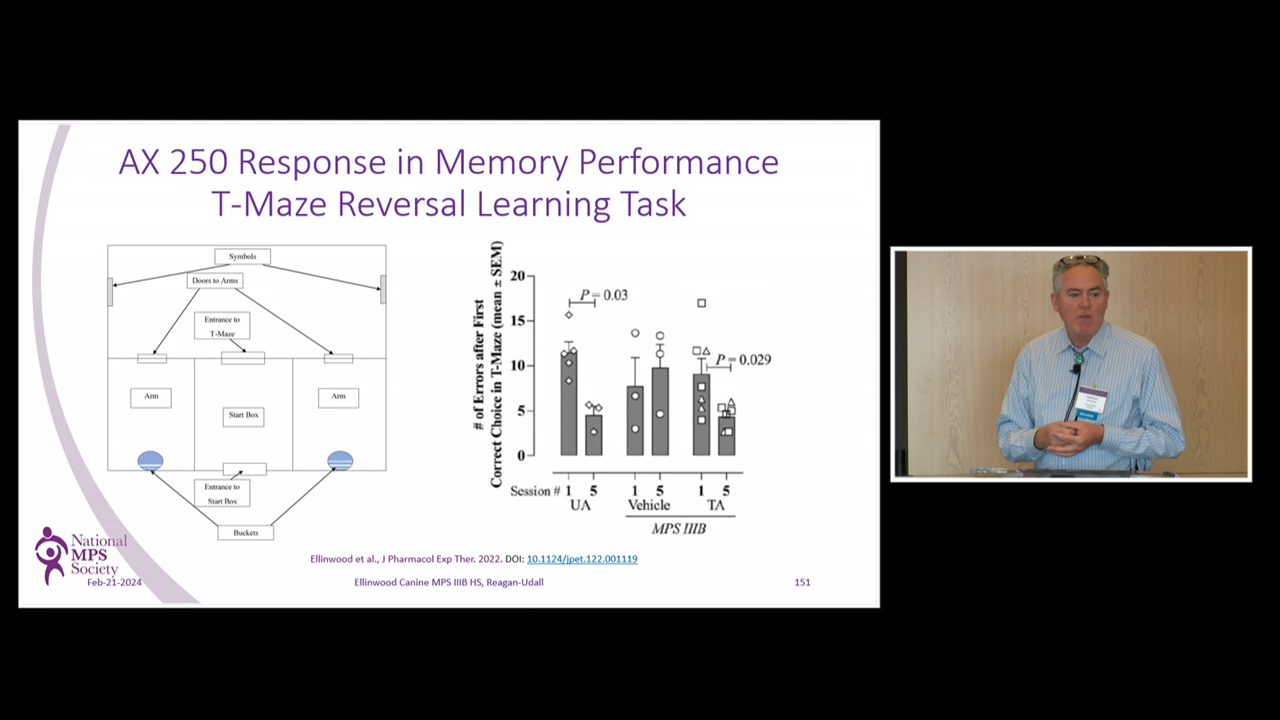 AX 250 Response in Memory Performance
T-Maze Reversal Learning Task
Symbols
Doors to Arms
Entrance to
T-Maze
Arm
Start Box
Arm
Entrance to
Start Box
Buckets
# of Errors after First
Correct Choice in T-Maze (mean ± SEM)
20
15
10
5
0
P = 0.03
P = 0.029
Session # 1 5 1 5 1 5
UA Vehicle TA
MPS IIIB
Ellinwood et al., J Pharmacol Exp Ther. 2022. DOI: 10.1124/jpet.122.001119
National
MPS
Society
Feb-21-2024
Ellinwood Canine MPS IIIB HS, Reagan-Udall
151